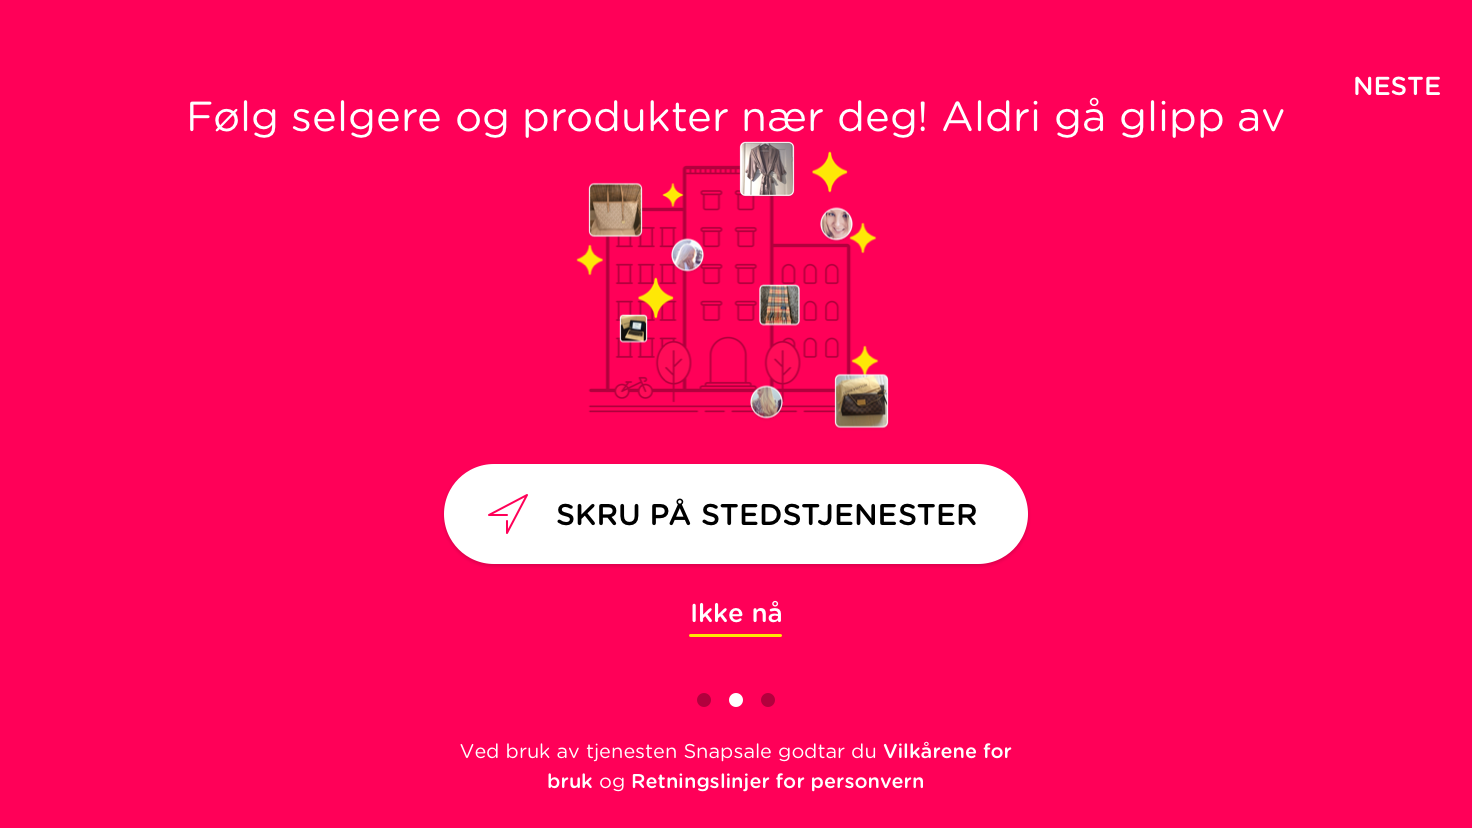 NESTE
Følg selgere og produkter nær deg! Aldri gå glipp av
SKRU PÅ STEDSTJENESTER
Ikke nå
Ved bruk av tjenesten Snapsale godtar du Vilkårene for
bruk og Retningslinjer for personvern